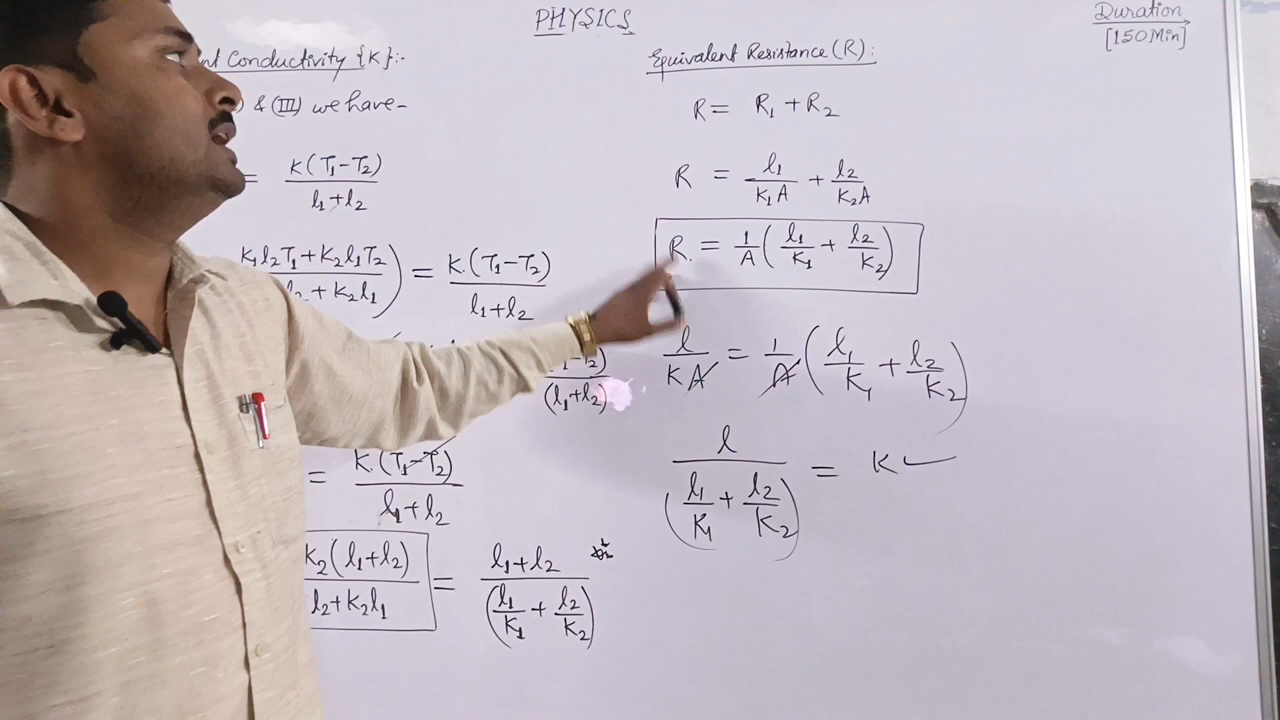 PHYSICS
Duration
[150 Min]
nt Conductivity {K}:-
) & (III) we have-
= K(T₁-T₂)/(l₁+l₂)
K₁l₂T₁+K₂l₁T₂/(l₂+K₂l₁) = K.(T₁-T₂)/(l₁+l₂)
(l₁+l₂)
= K.(T₁-T₂)/(l₁+l₂)
K₂(l₁+l₂)/(l₂+K₂l₁) = (l₁+l₂)/(l₁/K₁ + l₂/K₂)
Equivalent Resistance (R):
R = R₁ + R₂
R = l₁/K₁A + l₂/K₂A
R. = 1/A (l₁/K₁ + l₂/K₂)
l/KA = 1/A (l₁/K₁ + l₂/K₂)
l/(l₁/K₁ + l₂/K₂) = K